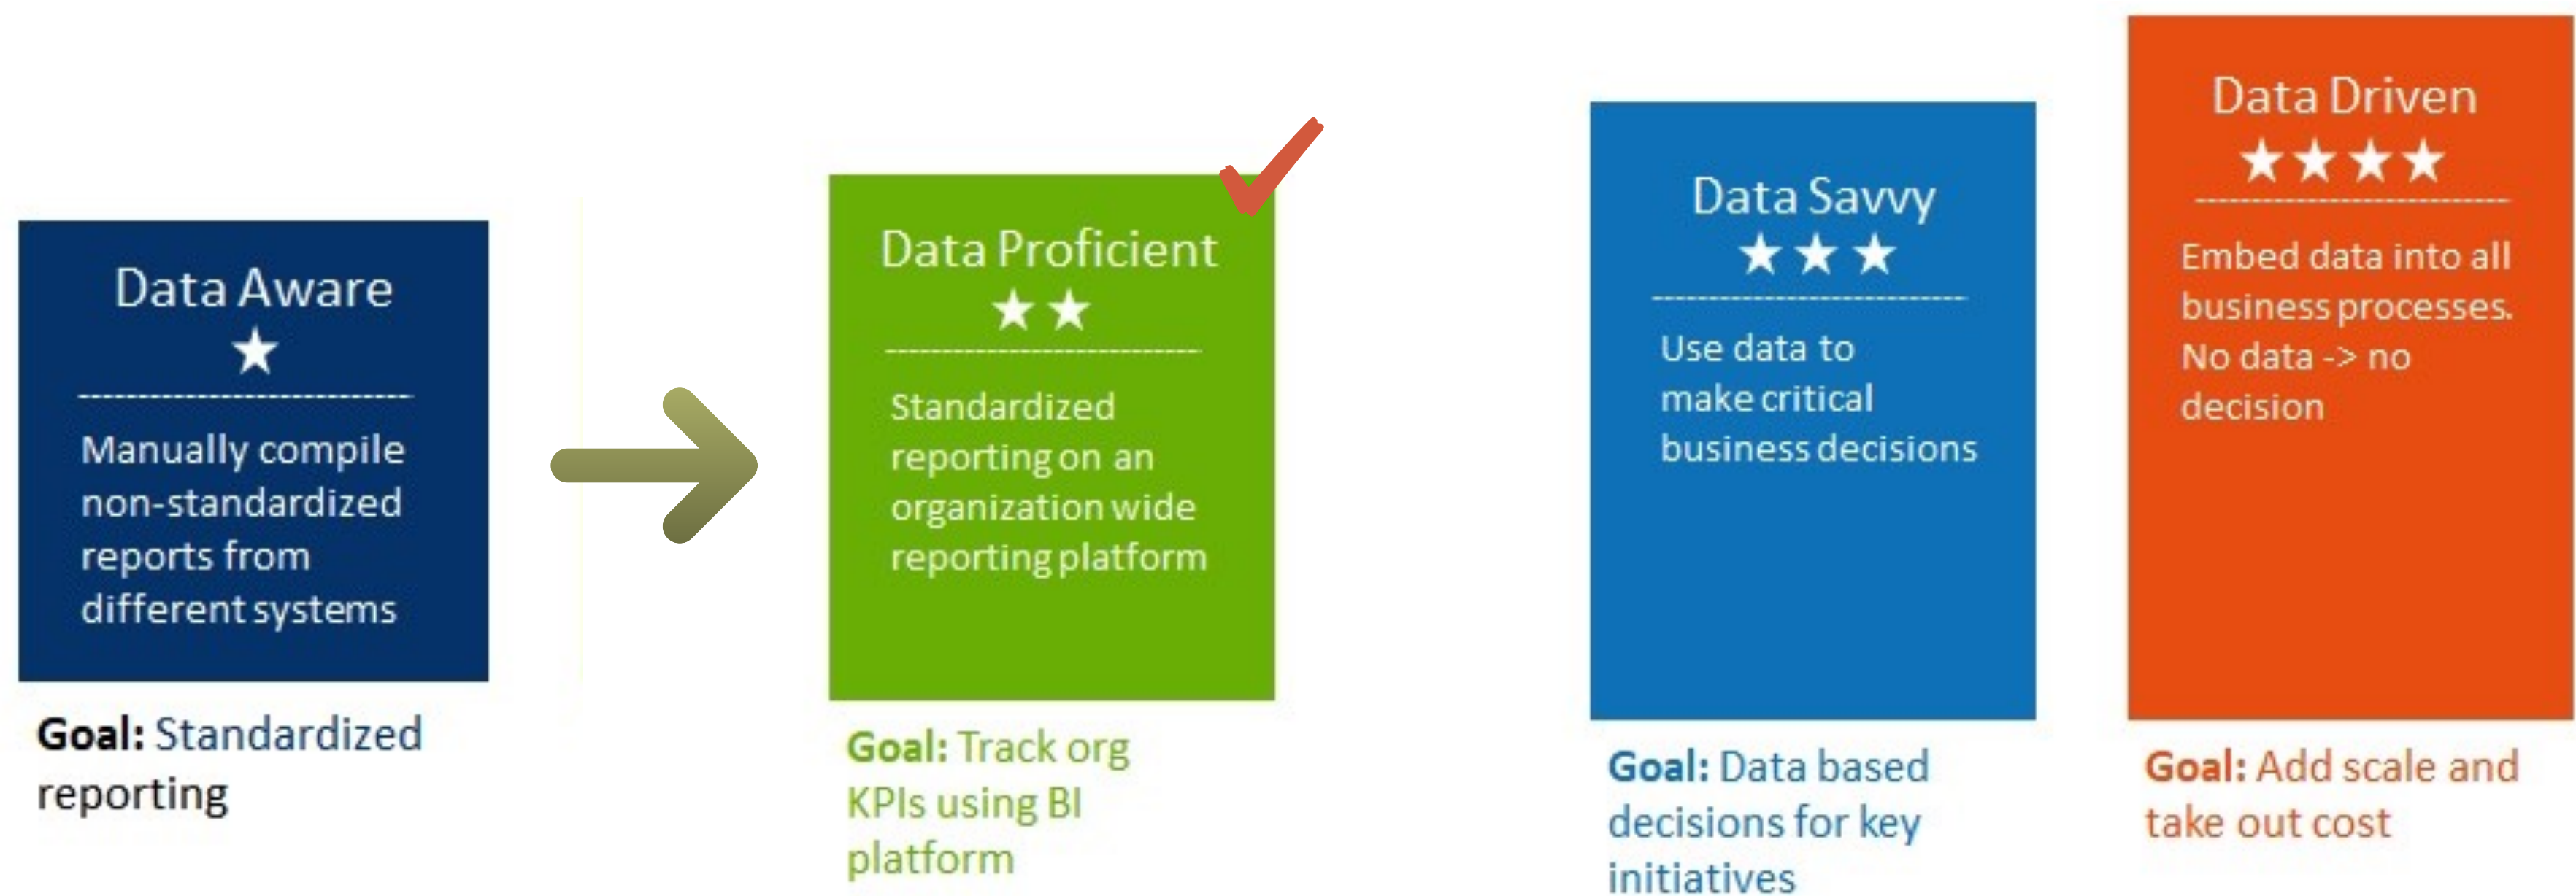 Data Aware
★
Manually compile
non-standardized
reports from
different systems
Goal: Standardized
reporting
Data Proficient
★★
Standardized
reporting on an
organization wide
reporting platform
Goal: Track org
KPIs using BI
platform
Data Savvy
★★★
Use data to
make critical
business decisions
Goal: Data based
decisions for key
initiatives
Data Driven
★★★★
Embed data into all
business processes.
No data -> no
decision
Goal: Add scale and
take out cost